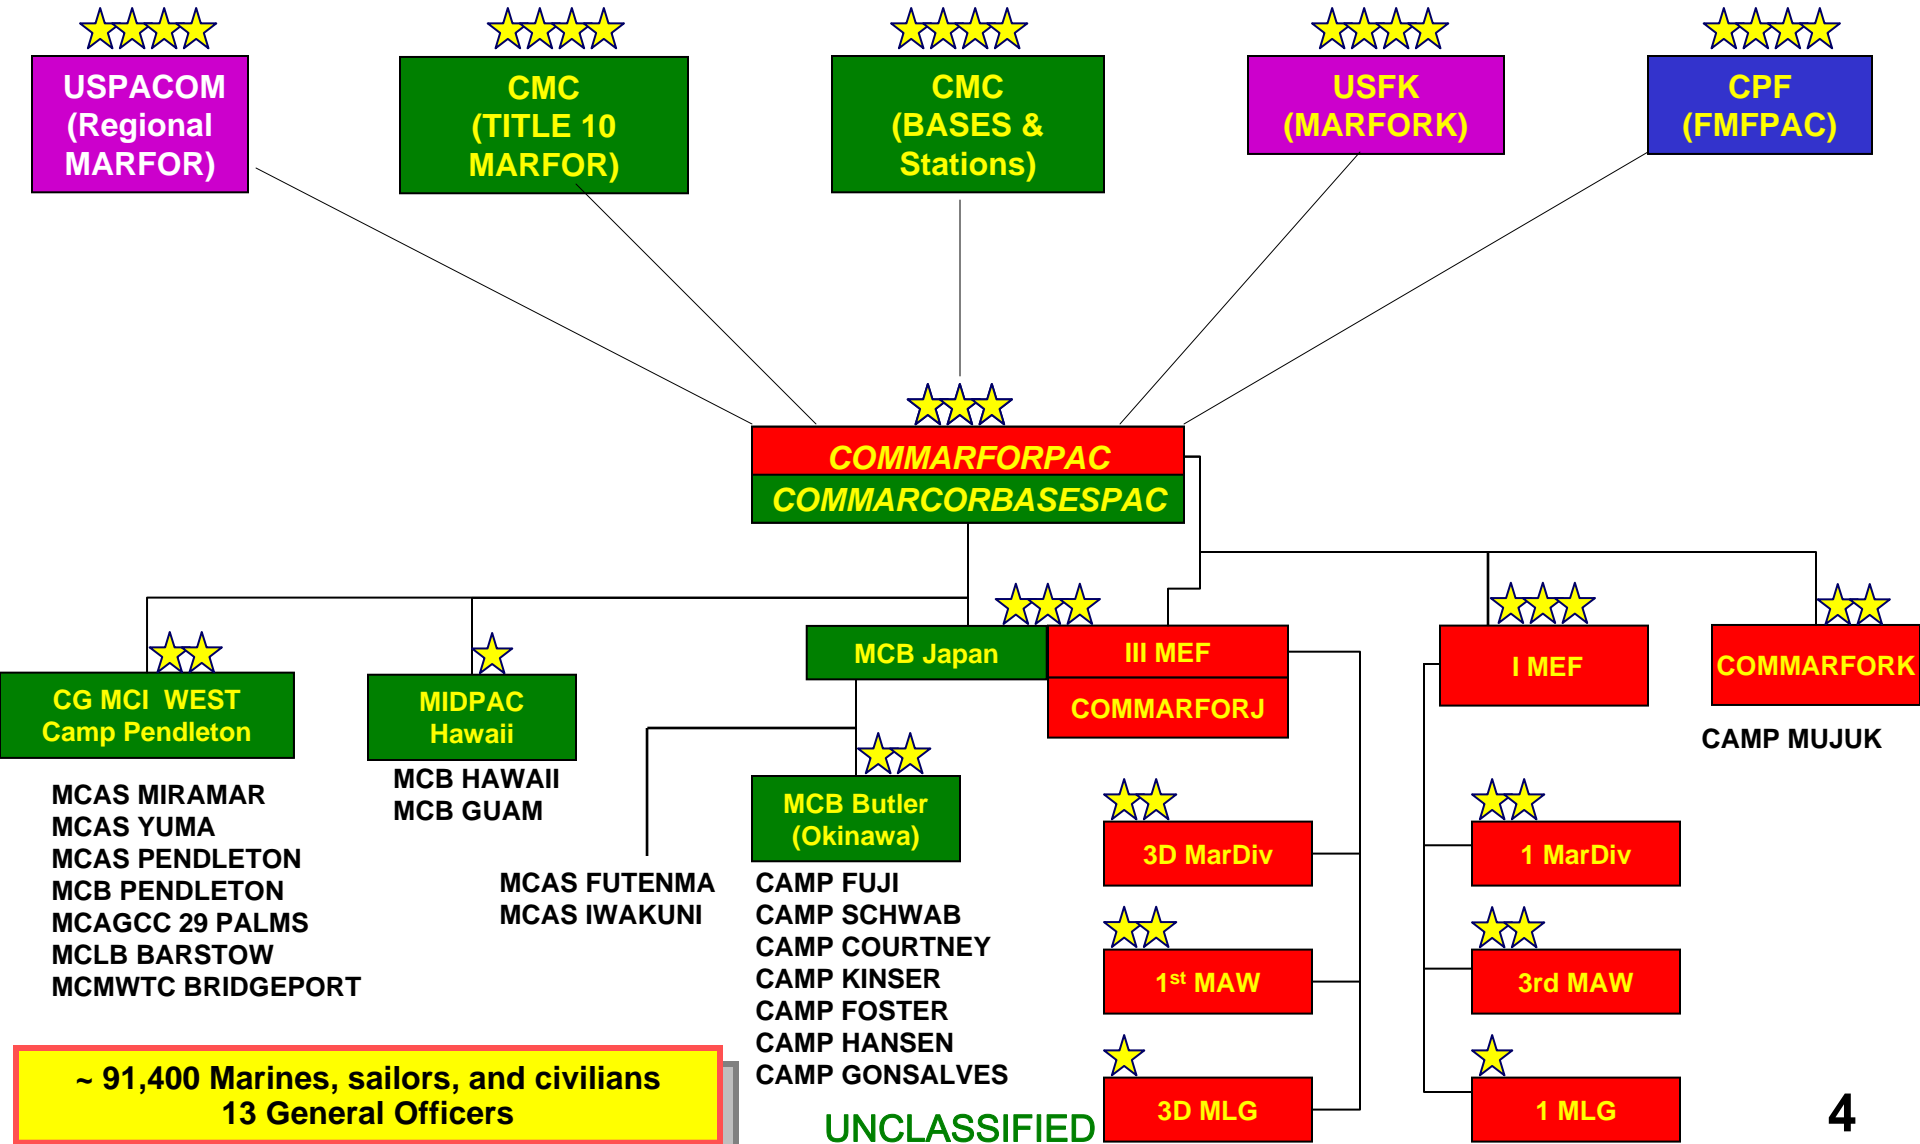 USPACOM
(Regional
MARFOR)
CMC
(TITLE 10
MARFOR)
CMC
(BASES &
Stations)
USFK
(MARFORK)
CPF
(FMFPAC)
COMMARFORPAC
COMMARCORBASESPAC
CG MCI WEST
Camp Pendleton
MCAS MIRAMAR
MCAS YUMA
MCAS PENDLETON
MCB PENDLETON
MCAGCC 29 PALMS
MCLB BARSTOW
MCMWTC BRIDGEPORT
MIDPAC
Hawaii
MCB HAWAII
MCB GUAM
MCB Japan
MCAS FUTENMA
MCAS IWAKUNI
MCB Butler
(Okinawa)
CAMP FUJI
CAMP SCHWAB
CAMP COURTNEY
CAMP KINSER
CAMP FOSTER
CAMP HANSEN
CAMP GONSALVES
III MEF
COMMARFORJ
3D MarDiv
1st MAW
3D MLG
I MEF
1 MarDiv
3rd MAW
1 MLG
COMMARFORK
CAMP MUJUK
~ 91,400 Marines, sailors, and civilians
13 General Officers
UNCLASSIFIED
4